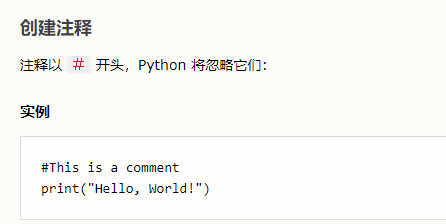 创建注释
注释以 # 开头，Python 将忽略它们：
实例
#This is a comment
print("Hello, World!")